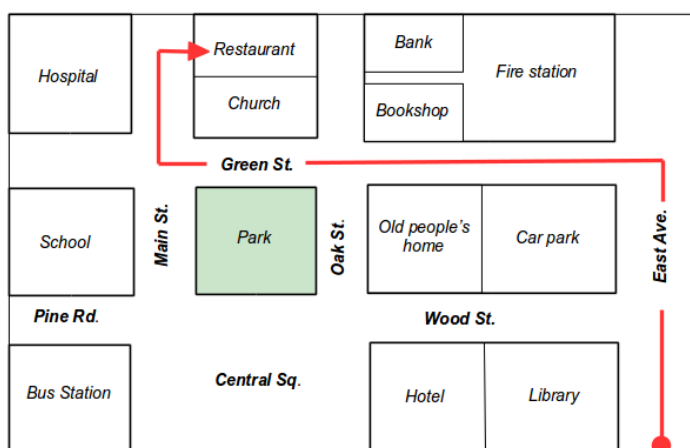 Hospital
Restaurant
Church
Bank
Bookshop
Fire station
Green St.
School
Main St.
Park
Oak St.
Old people's
home
Car park
East Ave.
Pine Rd.
Wood St.
Bus Station
Central Sq.
Hotel
Library